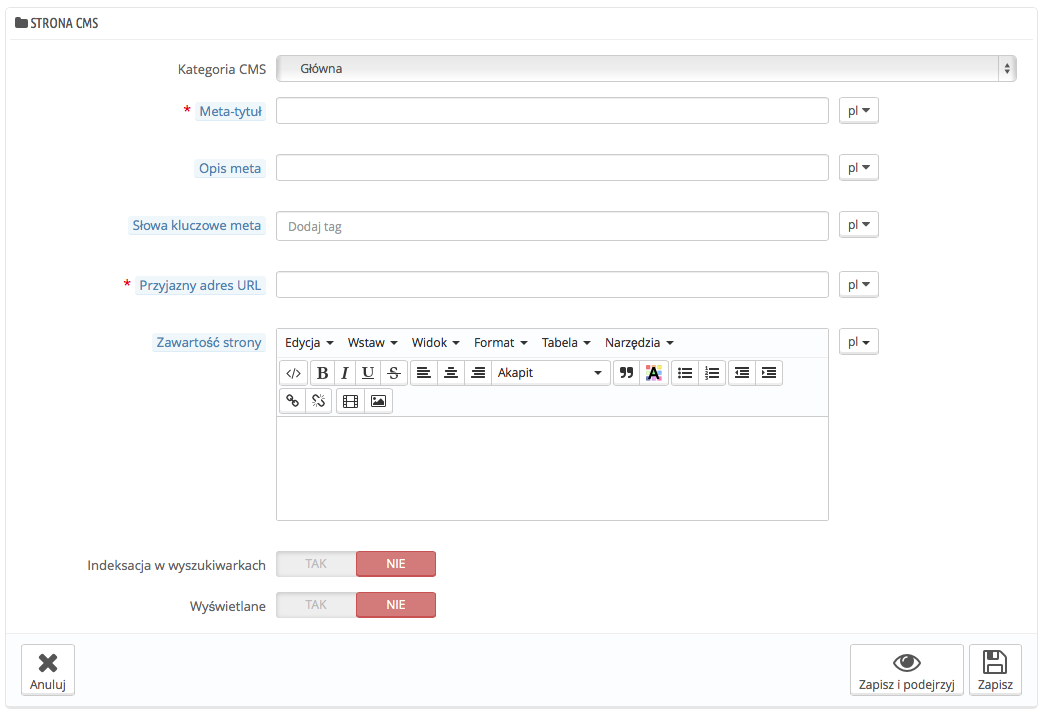 STRONA CMS
Kategoria CMS Główna
* Meta-tytuł pl
Opis meta pl
Słowa kluczowe meta Dodaj tag pl
* Przyjazny adres URL pl
Zawartość strony Edycja Wstaw Widok Format Tabela Narzędzia pl
</> B I U S Akapit ” A
Indeksacja w wyszukiwarkach TAK NIE
Wyświetlane TAK NIE
Anuluj Zapisz i podejrzyj Zapisz